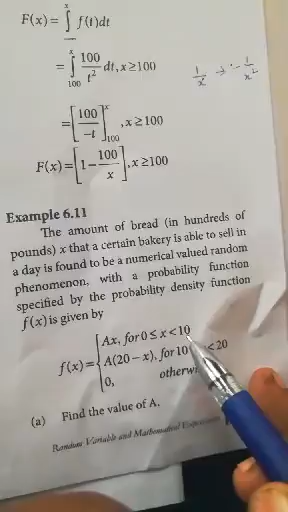 F(x) = ∫ˣ f(t)dt
= ∫₁₀₀ˣ 100/t² dt, x ≥ 100
1/x → -1/x²
= [100/-t]₁₀₀ˣ, x ≥ 100
F(x) = [1 - 100/x], x ≥ 100
Example 6.11
The amount of bread (in hundreds of
pounds) x that a certain bakery is able to sell in
a day is found to be a numerical valued random
phenomenon, with a probability function
specified by the probability density function
f(x) is given by
f(x) = { Ax, for 0 ≤ x < 10
A(20 - x), for 10 < 20
0, otherw
(a) Find the value of A.
Random Variable and Mathematical